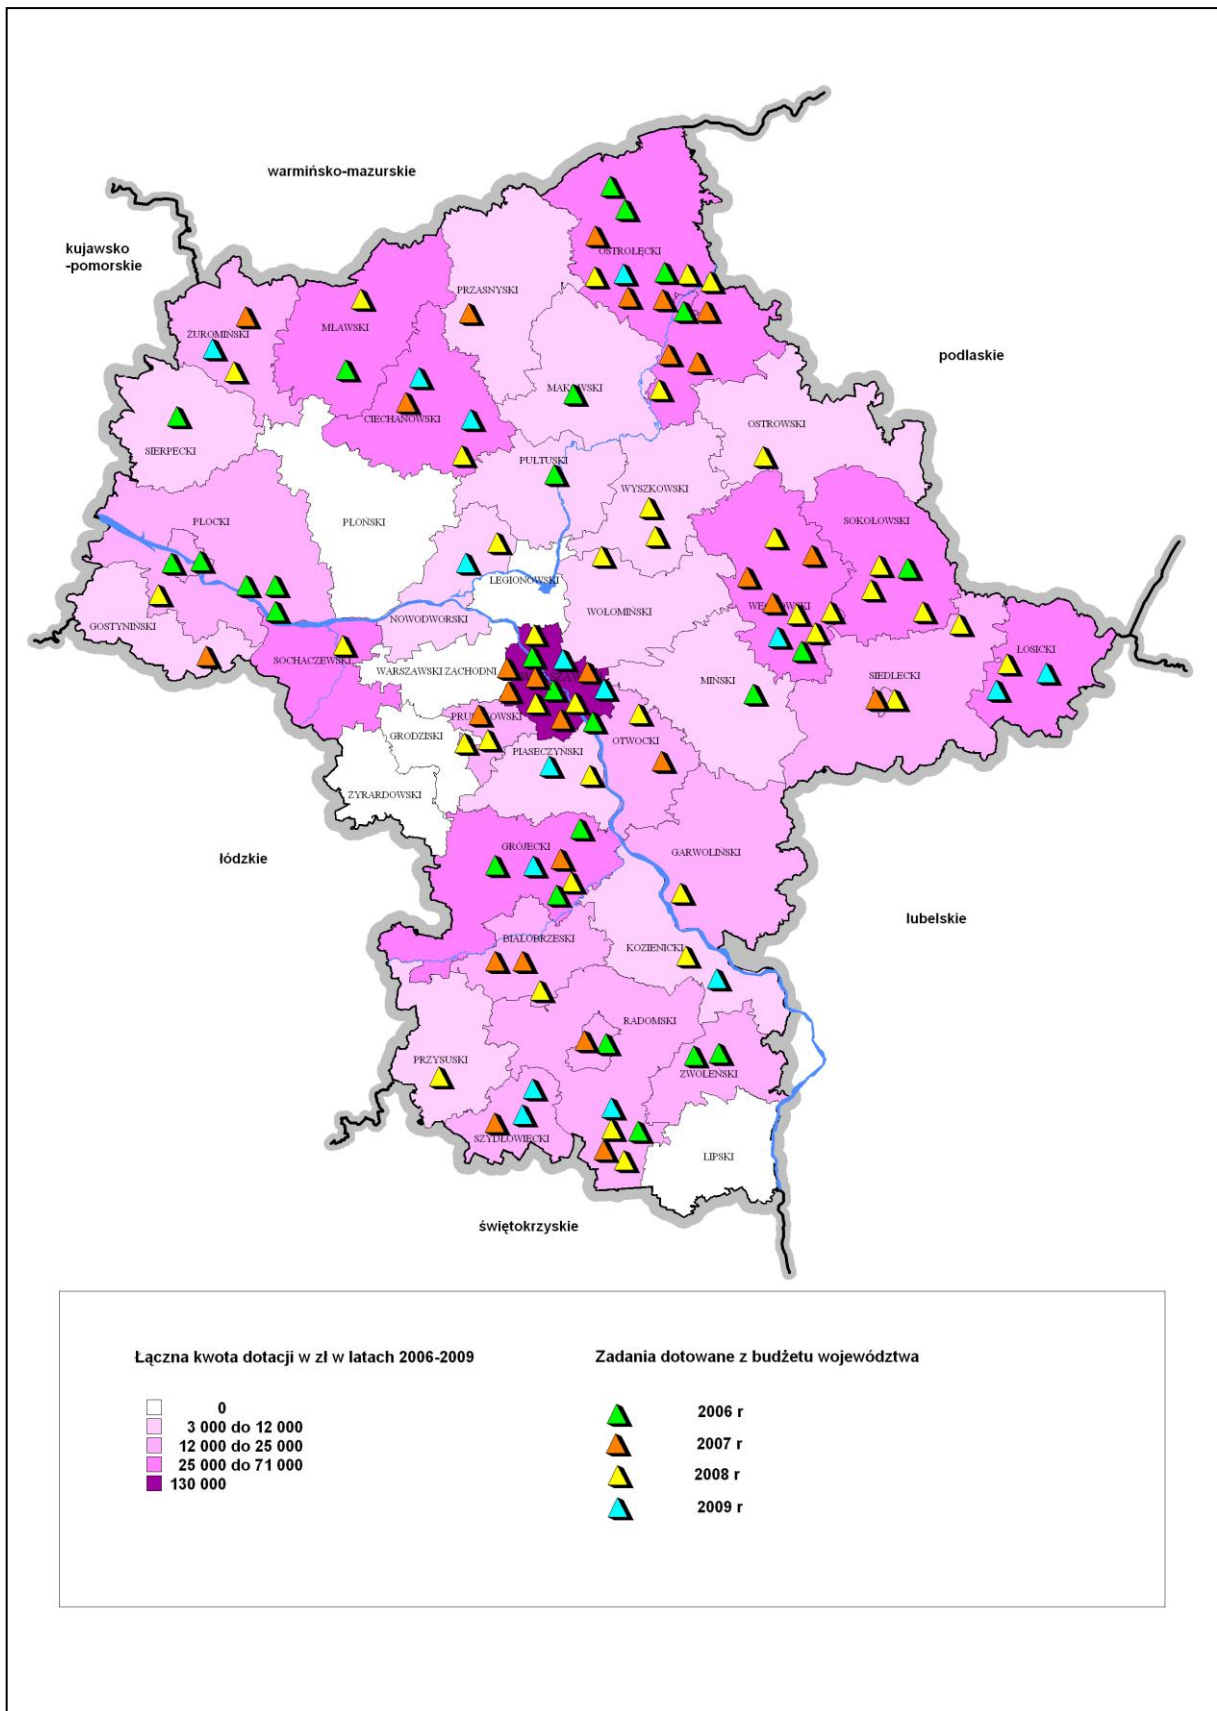 warmińsko-mazurskie
kujawsko
-pomorskie
OSTROŁĘCKI
PRZASNYSKI
ŻUROMIŃSKI
MŁAWSKI
podlaskie
MAKOWSKI
CIECHANOWSKI
OSTROWSKI
SIERPECKI
PUŁTUSKI
WYSZKOWSKI
PŁOCKI
PŁOŃSKI
SOKOŁOWSKI
LEGIONOWSKI
WĘGROWSKI
WOŁOMIŃSKI
NOWODWORSKI
GOSTYNIŃSKI
SOCHACZEWSKI
WARSZAWSKI ZACHODNI
MIŃSKI
SIEDLECKI
ŁOSICKI
PRUSZKOWSKI
GRODZISKI
OTWOCKI
PIASECZYŃSKI
ŻYRARDOWSKI
GRÓJECKI
GARWOLIŃSKI
łódzkie
lubelskie
BIAŁOBRZESKI
KOZIENICKI
RADOMSKI
PRZYSUSKI
ZWOLEŃSKI
SZYDŁOWIECKI
LIPSKI
świętokrzyskie
Łączna kwota dotacji w zł w latach 2006-2009
0
3 000 do 12 000
12 000 do 25 000
25 000 do 71 000
130 000
Zadania dotowane z budżetu województwa
2006 r
2007 r
2008 r
2009 r